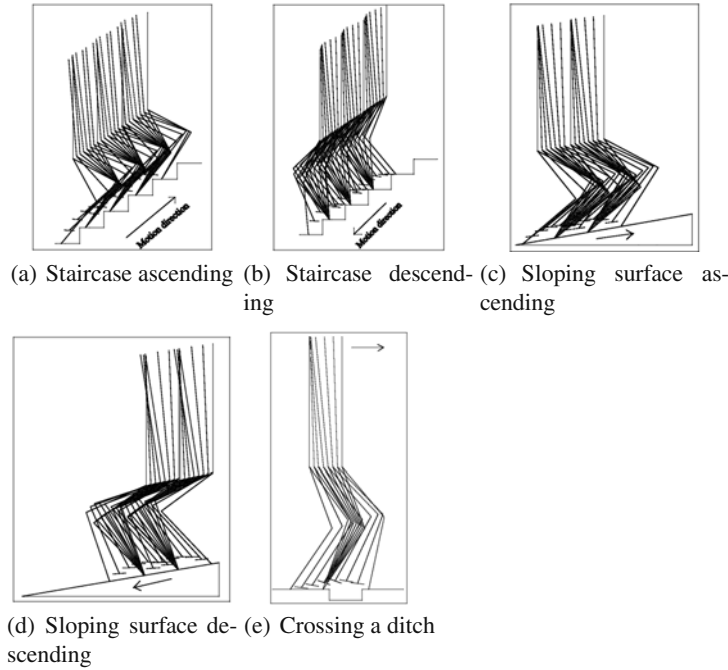 Motion direction
Motion direction
(a) Staircase ascending (b) Staircase descend-
ing
(c) Sloping surface as-
cending
(d) Sloping surface de-
scending
(e) Crossing a ditch